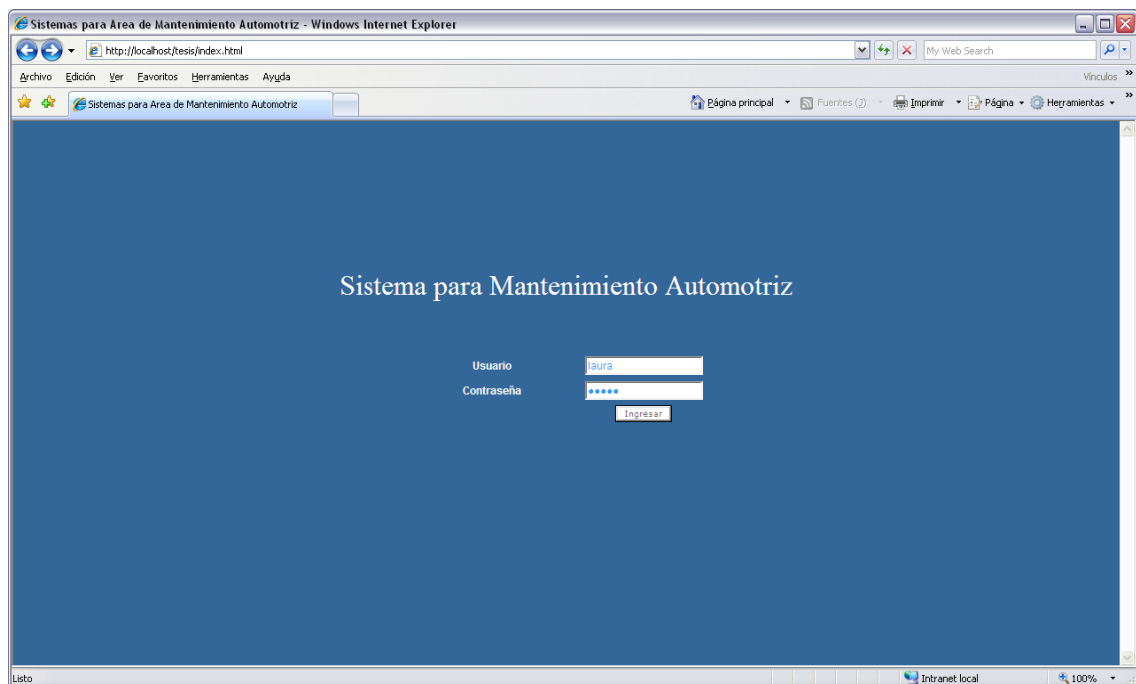 Sistemas para Area de Mantenimiento Automotriz - Windows Internet Explorer
http://localhost/tesis/index.html
My Web Search
Archivo Edición Ver Favoritos Herramientas Ayuda
Vínculos »
Sistemas para Area de Mantenimiento Automotriz
Página principal Fuentes (J) Imprimir Página Herramientas »
Sistema para Mantenimiento Automotriz
Usuario laura
Contraseña •••••
Ingresar
Listo Intranet local 100%